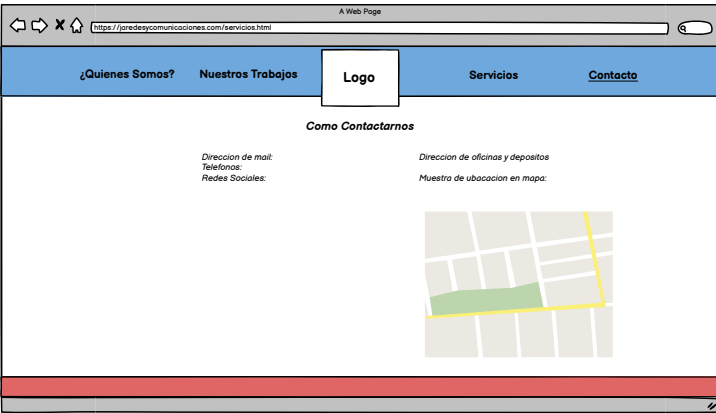 A Web Page
https://jaredesycomunicaciones.com/servicios.html
¿Quienes Somos?
Nuestros Trabajos
Logo
Servicios
Contacto
Como Contactarnos
Direccion de mail:
Telefonos:
Redes Sociales:
Direccion de oficinas y depositos
Muestra de ubacacion en mapa: